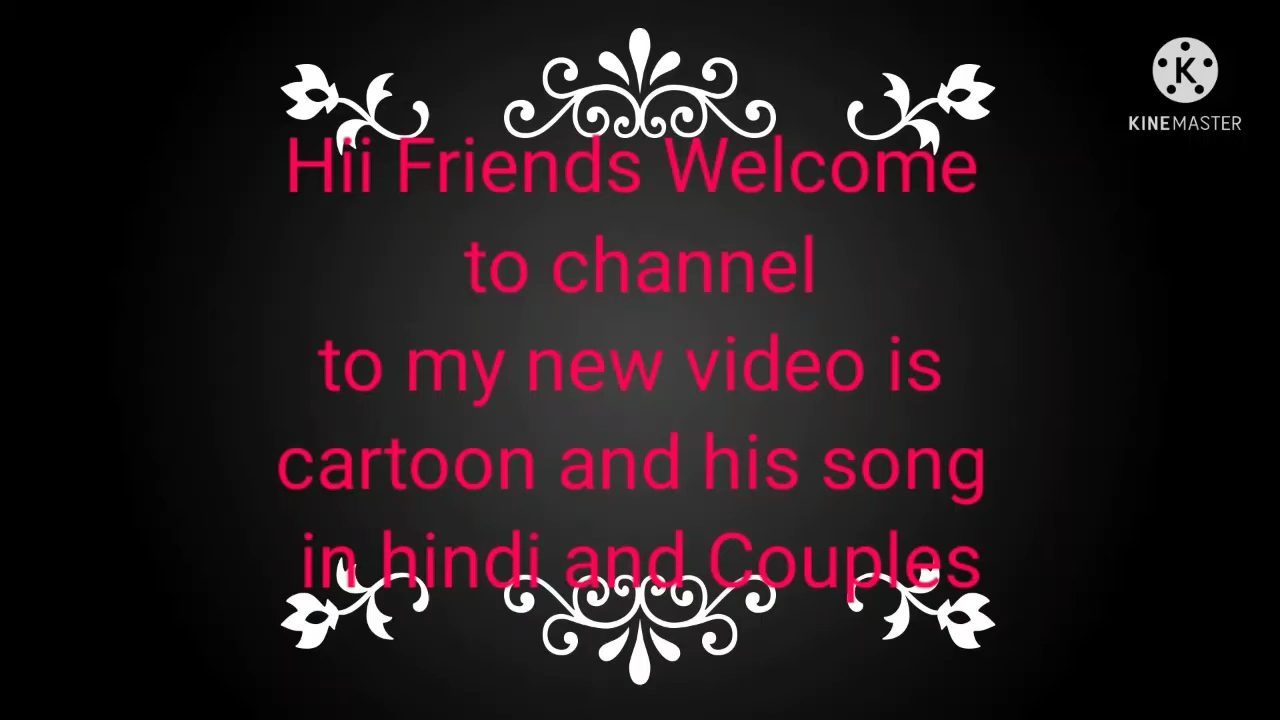 K
KINEMASTER
Hii Friends Welcome
to channel
to my new video is
cartoon and his song
in hindi and Couples